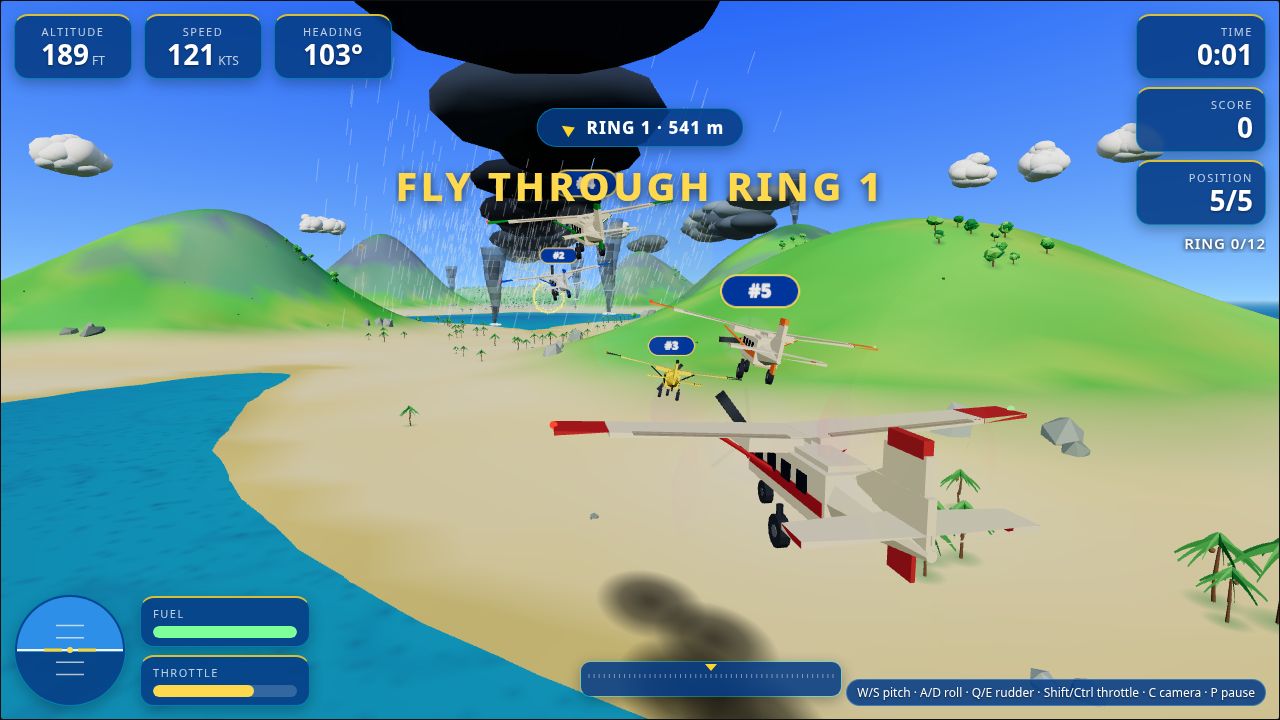 ALTITUDE
189 FT
SPEED
121 KTS
HEADING
103°
TIME
0:01
SCORE
0
POSITION
5/5
RING 0/12
RING 1 · 541 m
FLY THROUGH RING 1
#2
#5
#3
FUEL
THROTTLE
W/S pitch · A/D roll · Q/E rudder · Shift/Ctrl throttle · C camera · P pause